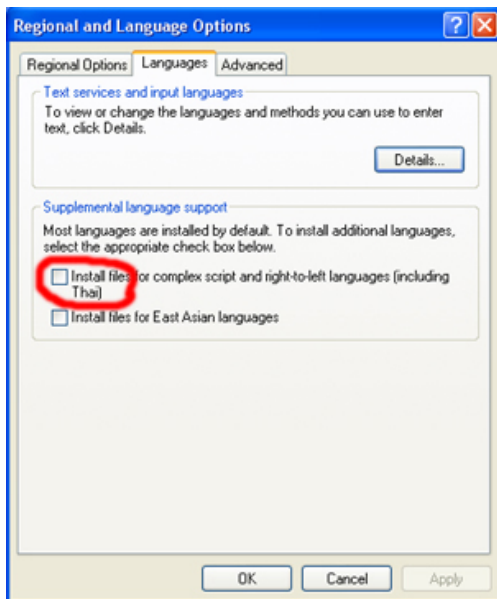 Regional and Language Options
Regional Options
Languages
Advanced
Text services and input languages
To view or change the languages and methods you can use to enter
text, click Details.
Details...
Supplemental language support
Most languages are installed by default. To install additional languages,
select the appropriate check box below.
Install files for complex script and right-to-left languages (including
Thai)
Install files for East Asian languages
OK
Cancel
Apply